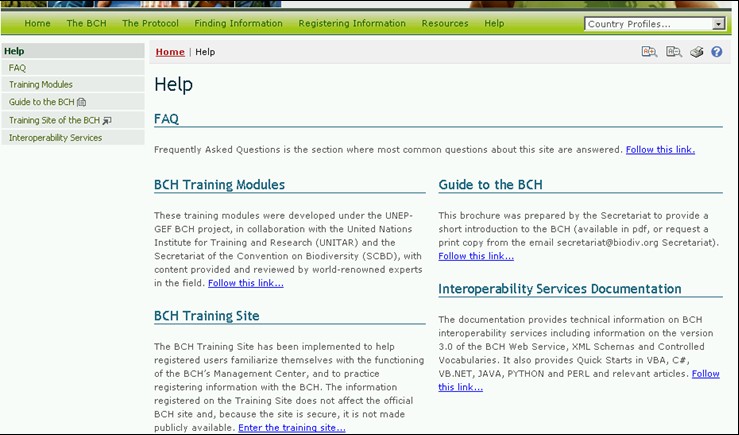 Home The BCH The Protocol Finding Information Registering Information Resources Help Country Profiles...
Help
FAQ
Training Modules
Guide to the BCH
Training Site of the BCH
Interoperability Services
Home | Help
Help
FAQ
Frequently Asked Questions is the section where most common questions about this site are answered. Follow this link.
BCH Training Modules
These training modules were developed under the UNEP-
GEF BCH project, in collaboration with the United Nations
Institute for Training and Research (UNITAR) and the
Secretariat of the Convention on Biodiversity (SCBD), with
content provided and reviewed by world-renowned experts
in the field. Follow this link...
BCH Training Site
The BCH Training Site has been implemented to help
registered users familiarize themselves with the functioning
of the BCH's Management Center, and to practice
registering information with the BCH. The information
registered on the Training Site does not affect the official
BCH site and, because the site is secure, it is not made
publicly available. Enter the training site...
Guide to the BCH
This brochure was prepared by the Secretariat to provide a
short introduction to the BCH (available in pdf, or request a
print copy from the email secretariat@biodiv.org Secretariat).
Follow this link...
Interoperability Services Documentation
The documentation provides technical information on BCH
interoperability services including information on the version
3.0 of the BCH Web Service, XML Schemas and Controlled
Vocabularies. It also provides Quick Starts in VBA, C#,
VB.NET, JAVA, PYTHON and PERL and relevant articles. Follow
this link...